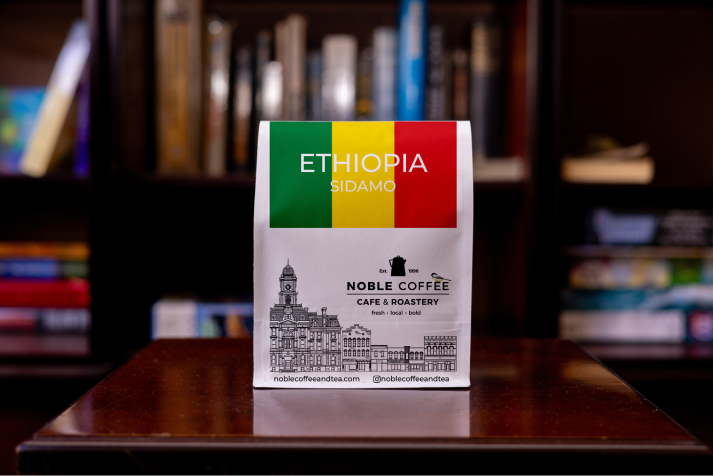 ETHIOPIA
SIDAMO
Est. 1996
NOBLE COFFEE
CAFE & ROASTERY
fresh • local • bold
noblecoffeeandtea.com @noblecoffeeandtea